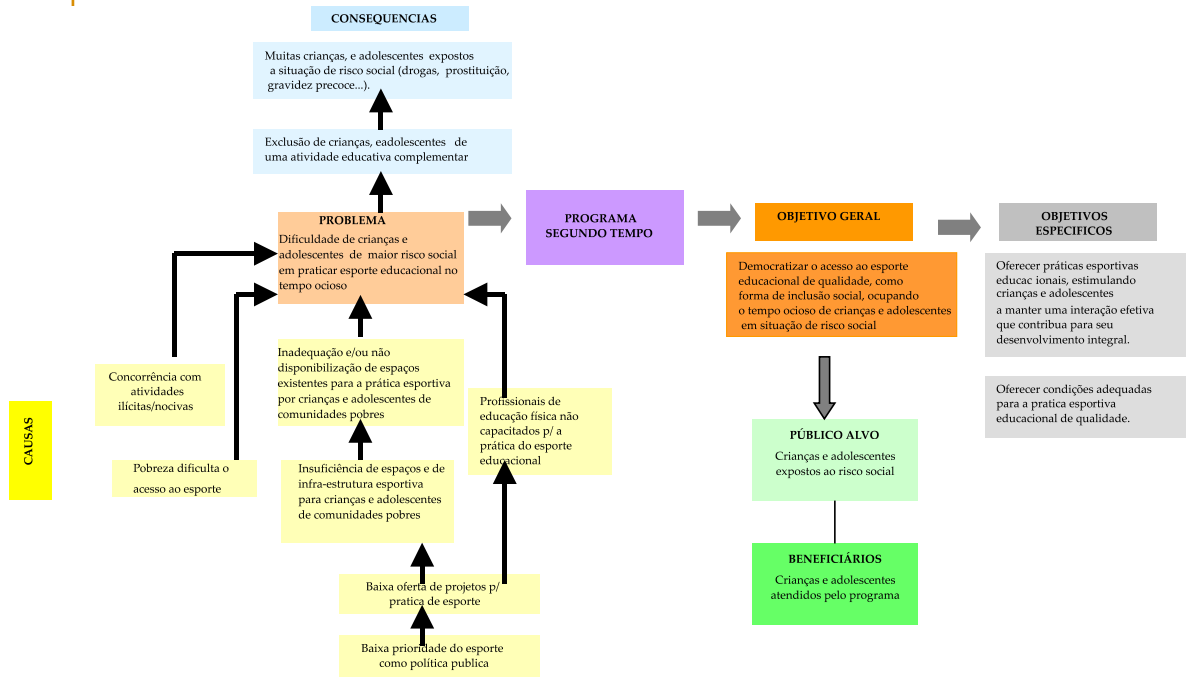 CONSEQUENCIAS
Muitas crianças, e adolescentes expostos
a situação de risco social (drogas, prostituição,
gravidez precoce...).
Exclusão de crianças, eadolescentes de
uma atividade educativa complementar
PROBLEMA
Dificuldade de crianças e
adolescentes de maior risco social
em praticar esporte educacional no
tempo ocioso
PROGRAMA
SEGUNDO TEMPO
OBJETIVO GERAL
Democratizar o acesso ao esporte
educacional de qualidade, como
forma de inclusão social, ocupando
o tempo ocioso de crianças e adolescentes
em situação de risco social
OBJETIVOS
ESPECIFICOS
Oferecer práticas esportivas
educac ionais, estimulando
crianças e adolescentes
a manter uma interação efetiva
que contribua para seu
desenvolvimento integral.
Oferecer condições adequadas
para a pratica esportiva
educacional de qualidade.
CAUSAS
Concorrência com
atividades
ilícitas/nocivas
Pobreza dificulta o
acesso ao esporte
Inadequação e/ou não
disponibilização de espaços
existentes para a prática esportiva
por crianças e adolescentes de
comunidades pobres
Insuficiência de espaços e de
infra-estrutura esportiva
para crianças e adolescentes
de comunidades pobres
Profissionais de
educação física não
capacitados p/ a
prática do esporte
educacional
Baixa oferta de projetos p/
pratica de esporte
Baixa prioridade do esporte
como política publica
PÚBLICO ALVO
Crianças e adolescentes
expostos ao risco social
BENEFICIÁRIOS
Crianças e adolescentes
atendidos pelo programa